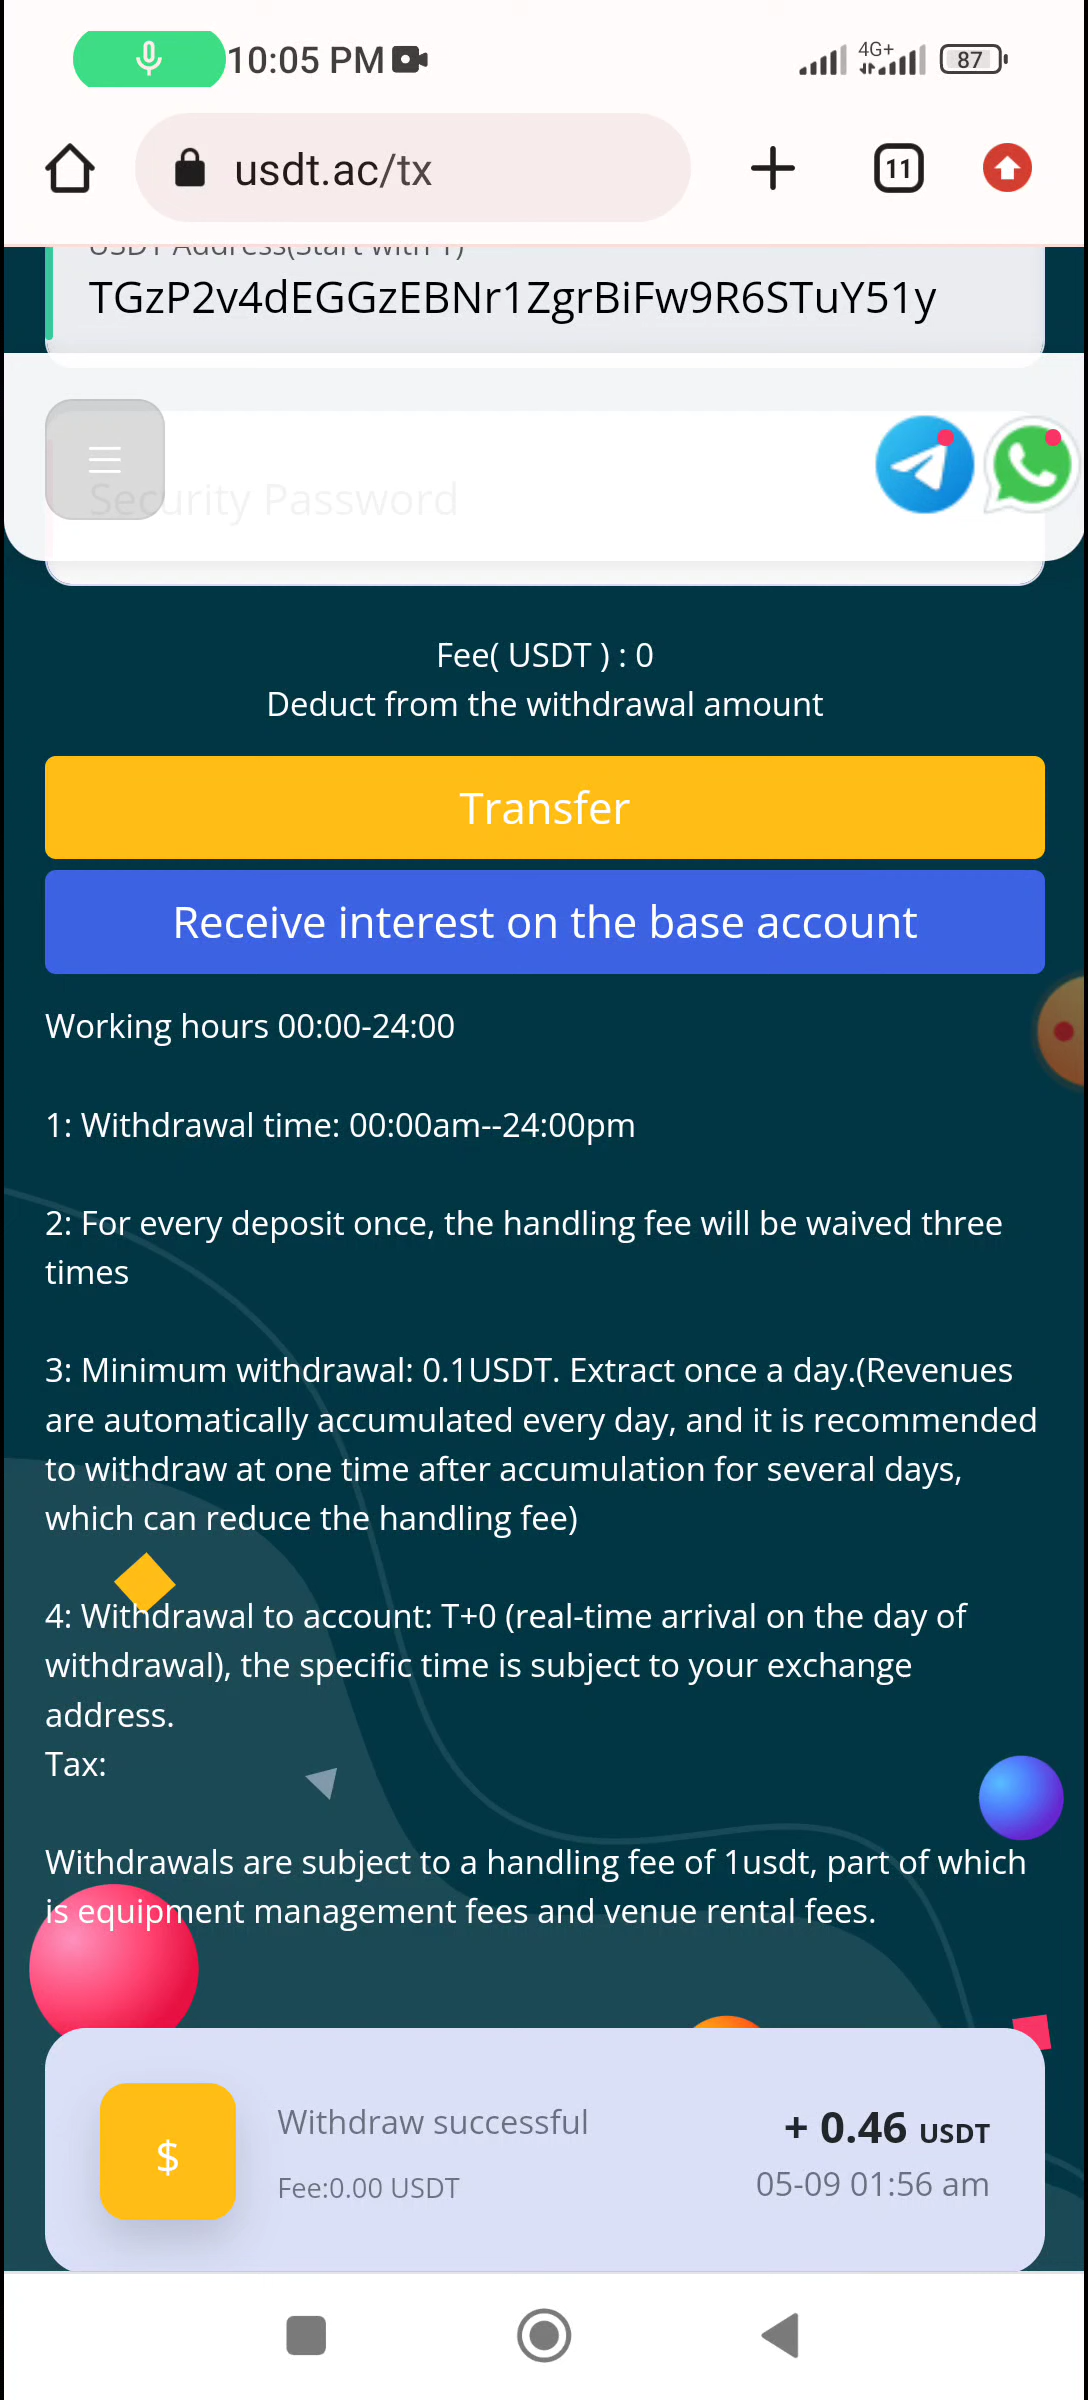 10:05 PM
4G+
87
usdt.ac/tx
11
USDT Address(Start with T)
TGzP2v4dEGGzEBNr1ZgrBiFw9R6STuY51y
Security Password
Fee( USDT ) : 0
Deduct from the withdrawal amount
Transfer
Receive interest on the base account
Working hours 00:00-24:00
1: Withdrawal time: 00:00am--24:00pm
2: For every deposit once, the handling fee will be waived three
times
3: Minimum withdrawal: 0.1USDT. Extract once a day.(Revenues
are automatically accumulated every day, and it is recommended
to withdraw at one time after accumulation for several days,
which can reduce the handling fee)
4: Withdrawal to account: T+0 (real-time arrival on the day of
withdrawal), the specific time is subject to your exchange
address.
Tax:
Withdrawals are subject to a handling fee of 1usdt, part of which
is equipment management fees and venue rental fees.
$
Withdraw successful
+ 0.46 USDT
Fee:0.00 USDT
05-09 01:56 am